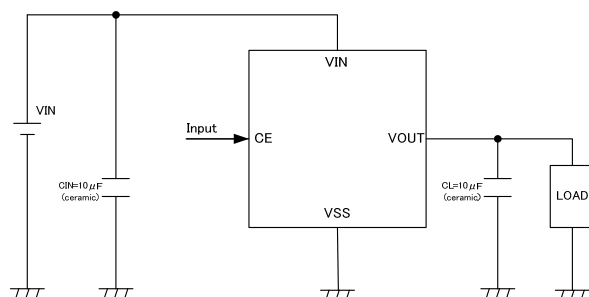 VIN
VIN
Input
CE
VOUT
CIN=10μF
(ceramic)
CL=10μF
(ceramic)
LOAD
VSS